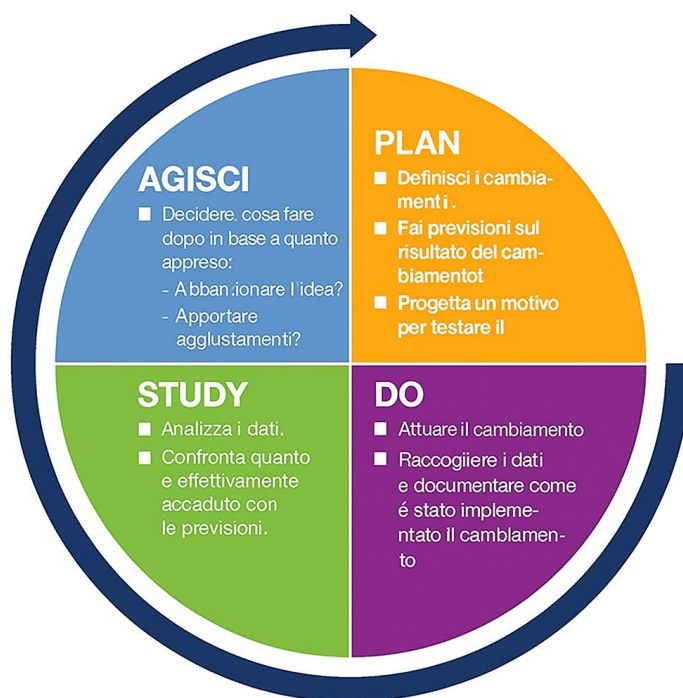 PLAN
■ Definisci i cambia-
menti.
■ Fai previsioni sul
risultato del cam-
biamentot
■ Progetta un motivo
per testare il
DO
■ Attuare il cambiamento
■ Raccogiiere i dati
e documentare come
é stato impleme-
ntato il camblamen-
to
STUDY
■ Analizza i dati.
■ Confronta quanto
e effettivamente
accaduto con
le previsioni.
AGISCI
■ Decidere. cosa fare
dopo in base a quanto
appreso:
- Abban.ionare l'idea?
- Apportare
agglustamenti?